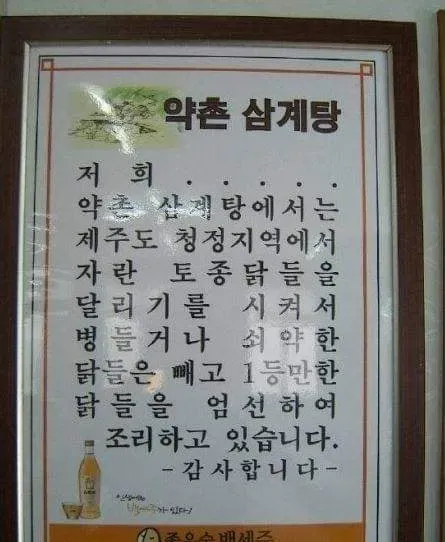 약촌 삼계탕
저 희 . . . . .
약촌 삼계탕에서는
제주도 청정지역에서
자란 토종닭들을
달리기를 시켜서
병들거나 쇠약한
닭들은 빼고 1등만한
닭들을 엄선하여
조리하고 있습니다.
-감사합니다-